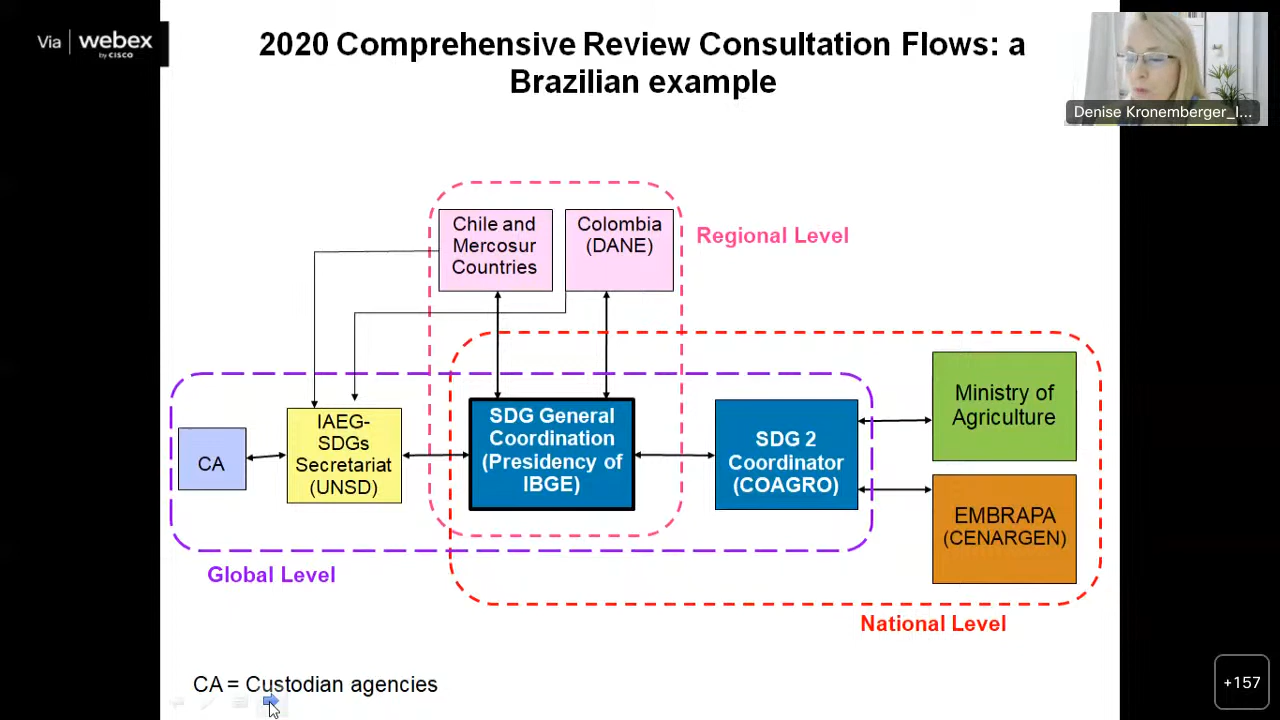 Via webex
by CISCO
2020 Comprehensive Review Consultation Flows: a
Brazilian example
Denise Kronemberger_I...
Chile and
Mercosur
Countries
Colombia
(DANE)
Regional Level
CA
IAEG-
SDGs
Secretariat
(UNSD)
SDG General
Coordination
(Presidency of
IBGE)
SDG 2
Coordinator
(COAGRO)
Ministry of
Agriculture
EMBRAPA
(CENARGEN)
Global Level
National Level
CA = Custodian agencies
+157